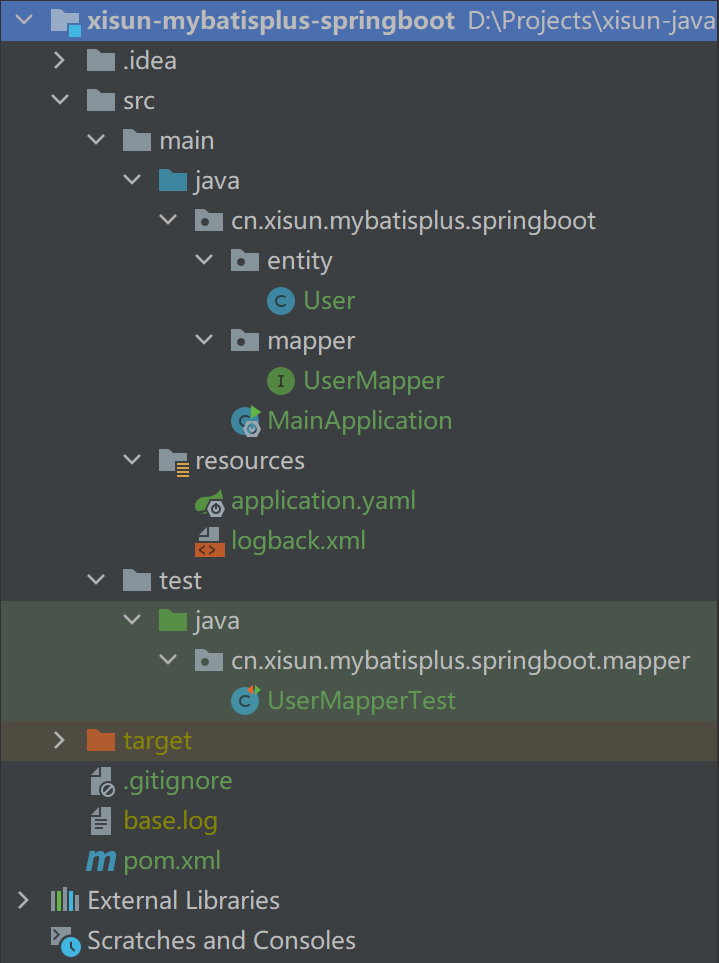 xisun-mybatisplus-springboot D:\Projects\xisun-java
.idea
src
main
java
cn.xisun.mybatisplus.springboot
entity
C User
mapper
I UserMapper
C MainApplication
resources
application.yaml
<> logback.xml
test
java
cn.xisun.mybatisplus.springboot.mapper
C UserMapperTest
target
.gitignore
base.log
m pom.xml
External Libraries
Scratches and Consoles